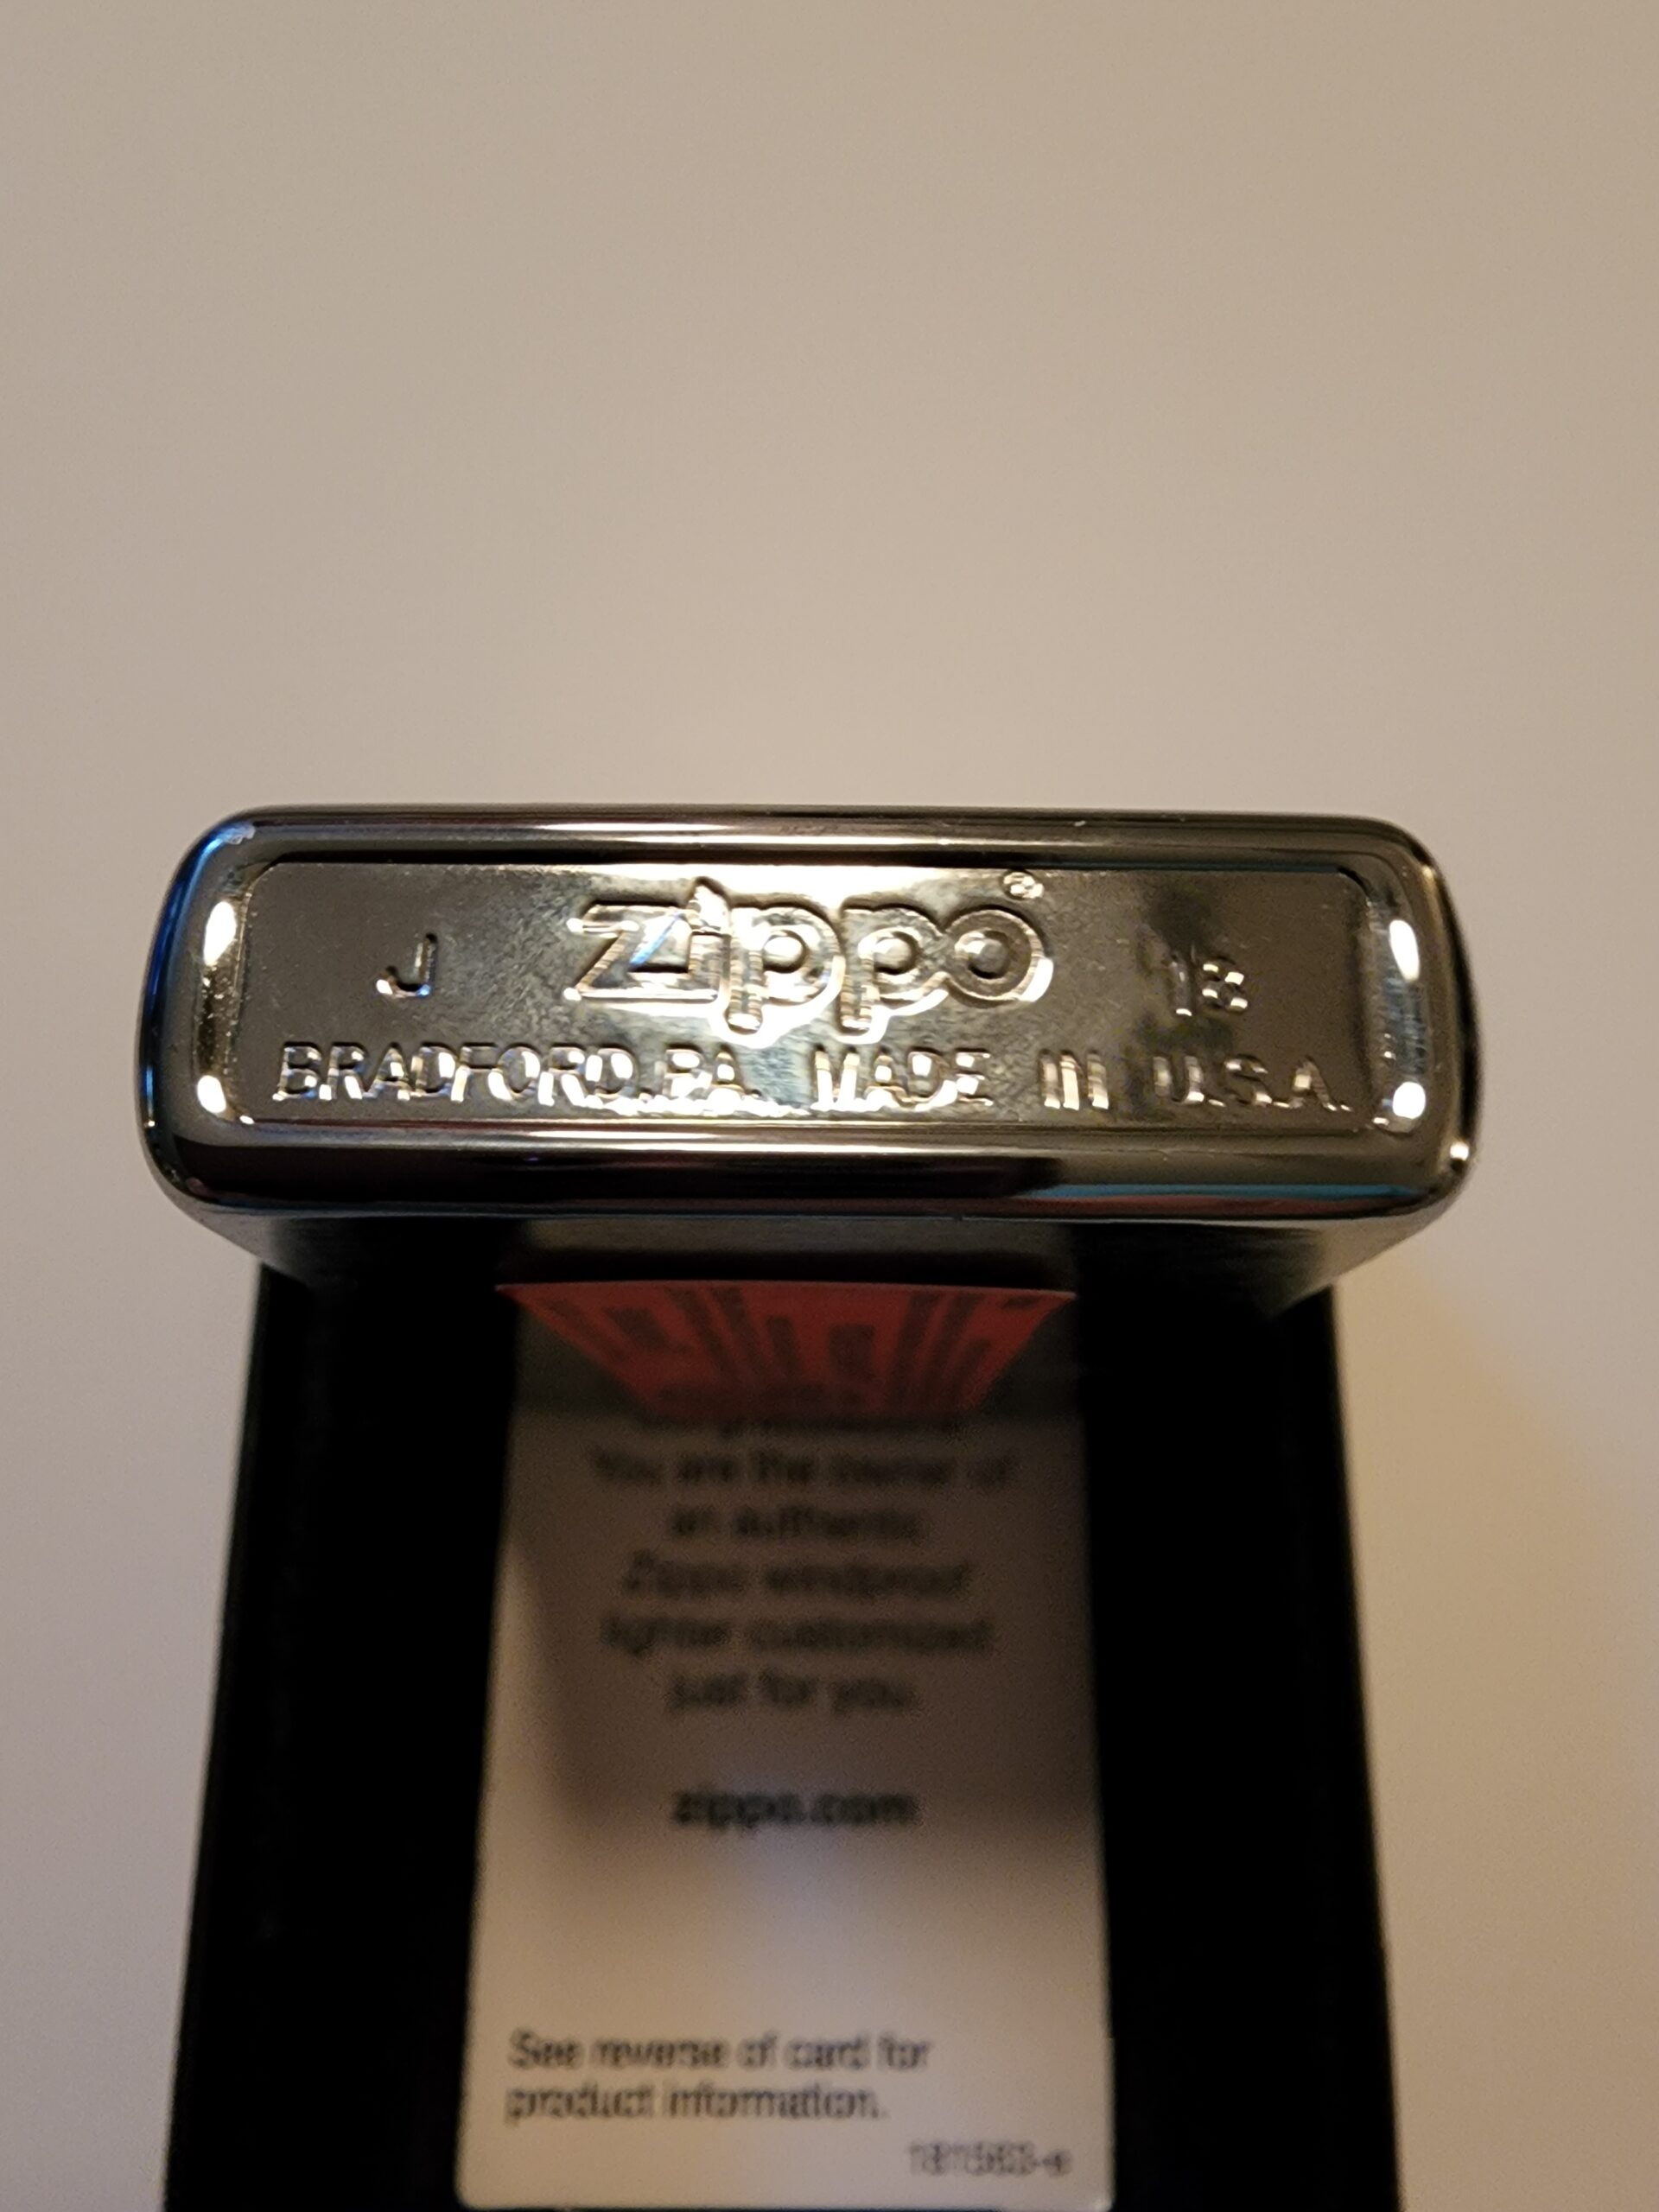 J zippo® 18
BRADFORD.PA. MADE IN U.S.A.
You are the owner of
an authentic
Zippo windproof
lighter customized
just for you.
zippo.com
See reverse of card for
product information.